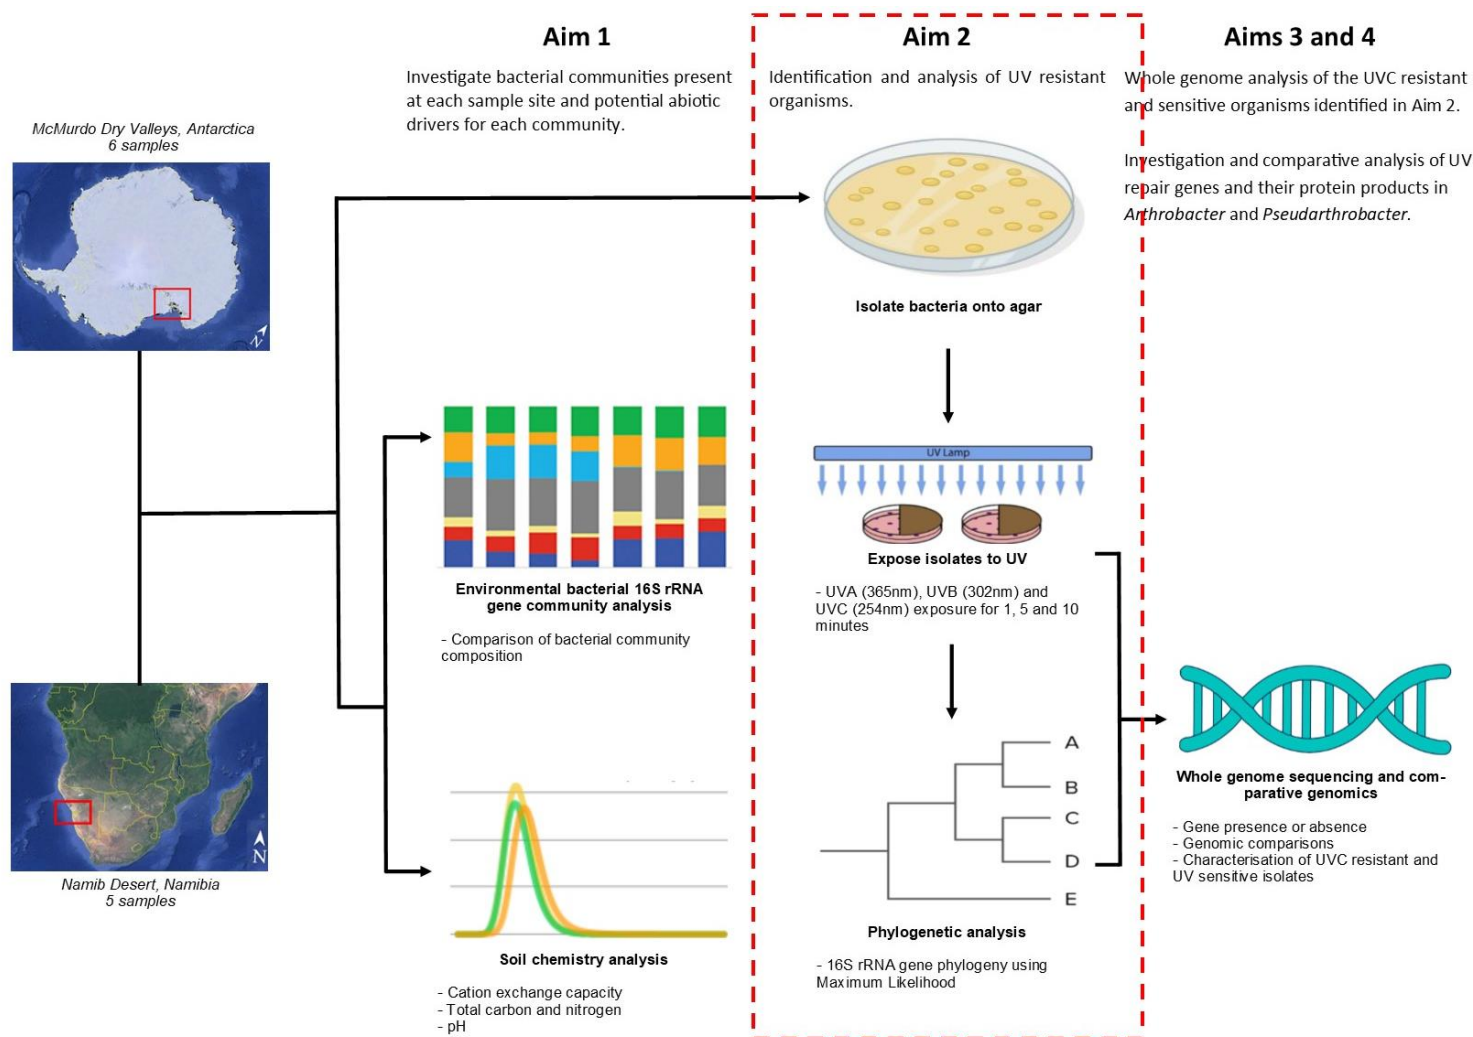 Aim 1
Investigate bacterial communities present
at each sample site and potential abiotic
drivers for each community.
Aim 2
Identification and analysis of UV resistant
organisms.
Aims 3 and 4
Whole genome analysis of the UVC resistant
and sensitive organisms identified in Aim 2.
Investigation and comparative analysis of UV
repair genes and their protein products in
Arthrobacter and Pseudarthrobacter.
McMurdo Dry Valleys, Antarctica
6 samples
N
Namib Desert, Namibia
5 samples
N
Environmental bacterial 16S rRNA
gene community analysis
- Comparison of bacterial community
composition
Soil chemistry analysis
- Cation exchange capacity
- Total carbon and nitrogen
- pH
Isolate bacteria onto agar
UV Lamp
Expose isolates to UV
- UVA (365nm), UVB (302nm) and
UVC (254nm) exposure for 1, 5 and 10
minutes
A
B
C
D
E
Phylogenetic analysis
- 16S rRNA gene phylogeny using
Maximum Likelihood
Whole genome sequencing and com-
parative genomics
- Gene presence or absence
- Genomic comparisons
- Characterisation of UVC resistant and
UV sensitive isolates